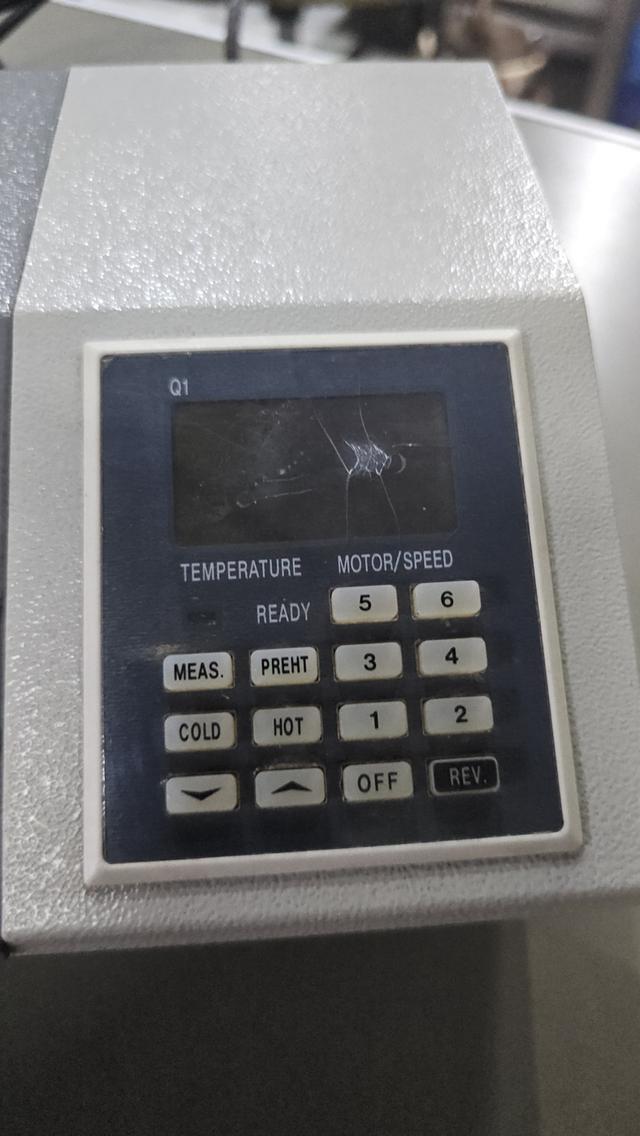 Q1
TEMPERATURE MOTOR/SPEED
READY 5 6
MEAS. PREHT 3 4
COLD HOT 1 2
OFF REV.